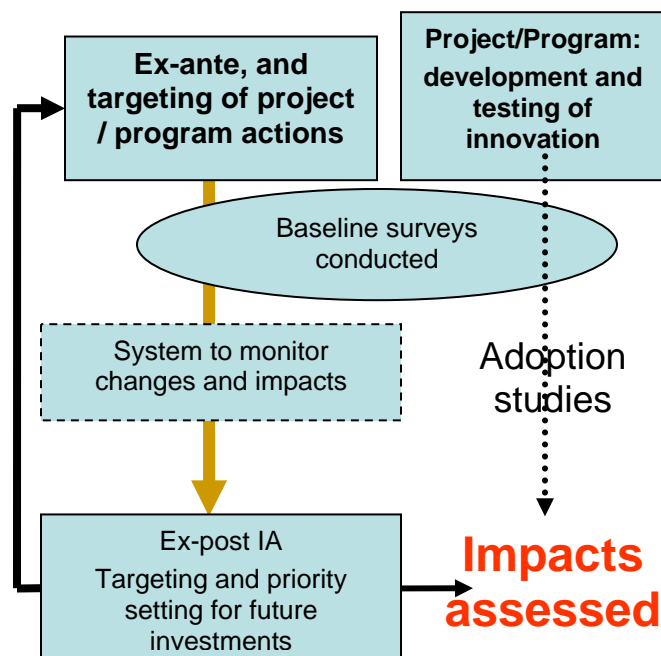 Ex-ante, and
targeting of project
/ program actions
Project/Program:
development and
testing of
innovation
Baseline surveys
conducted
System to monitor
changes and impacts
Adoption
studies
Ex-post IA
Targeting and priority
setting for future
investments
Impacts
assessed